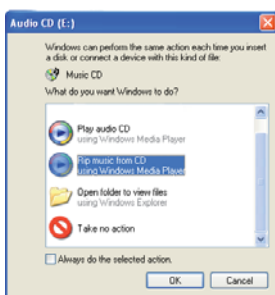 Audio CD (E:)
Windows can perform the same action each time you insert
a disk or connect a device with this kind of file:
Music CD
What do you want Windows to do?
Play audio CD
using Windows Media Player
Rip music from CD
using Windows Media Player
Open folder to view files
using Windows Explorer
Take no action
Always do the selected action.
OK
Cancel